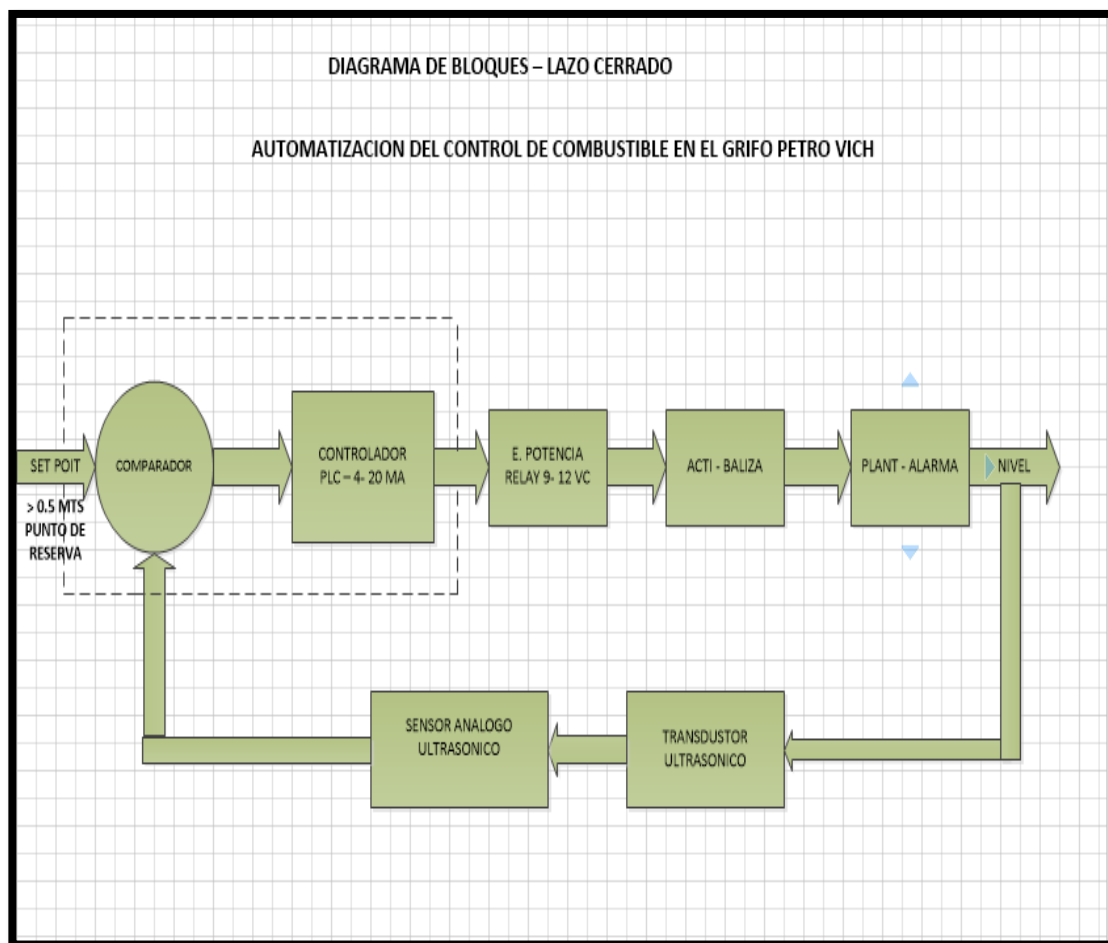 DIAGRAMA DE BLOQUES – LAZO CERRADO
AUTOMATIZACION DEL CONTROL DE COMBUSTIBLE EN EL GRIFO PETRO VICH
SET POIT
> 0.5 MTS
PUNTO DE
RESERVA
COMPARADOR
CONTROLADOR
PLC – 4- 20 MA
E. POTENCIA
RELAY 9- 12 VC
ACTI - BALIZA
PLANT - ALARMA
NIVEL
SENSOR ANALOGO
ULTRASONICO
TRANSDUSTOR
ULTRASONICO